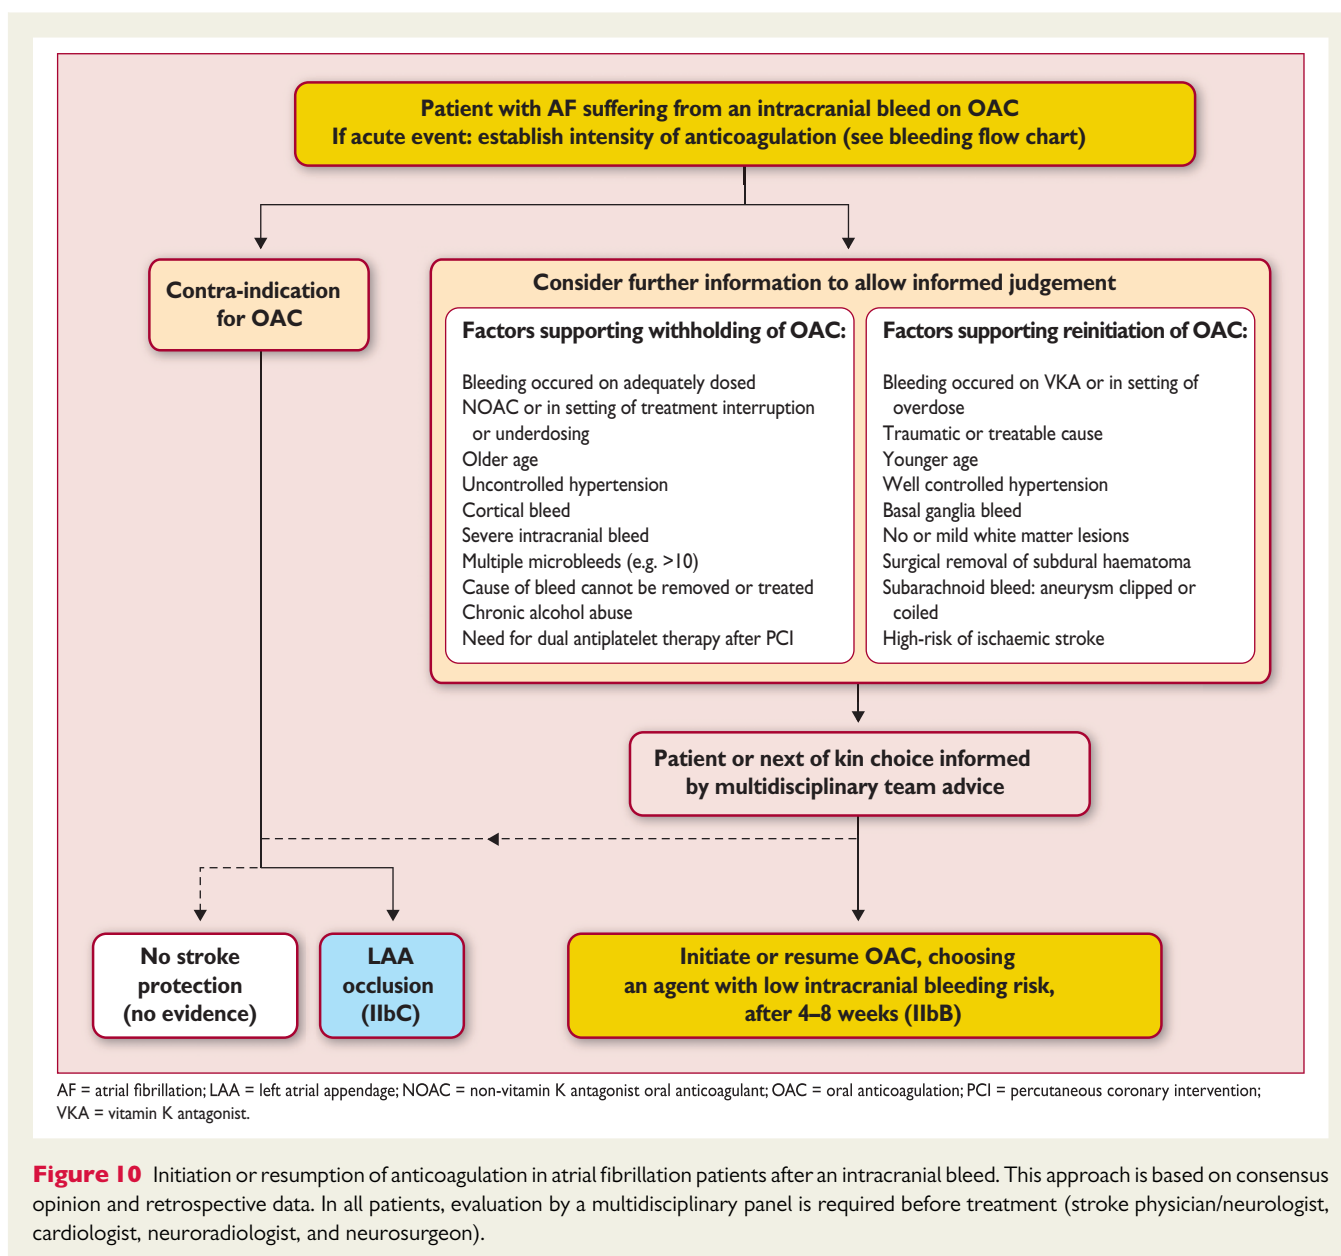 Patient with AF suffering from an intracranial bleed on OAC
If acute event: establish intensity of anticoagulation (see bleeding flow chart)
Contra-indication
for OAC
Consider further information to allow informed judgement
Factors supporting withholding of OAC:
Bleeding occured on adequately dosed
NOAC or in setting of treatment interruption
or underdosing
Older age
Uncontrolled hypertension
Cortical bleed
Severe intracranial bleed
Multiple microbleeds (e.g. >10)
Cause of bleed cannot be removed or treated
Chronic alcohol abuse
Need for dual antiplatelet therapy after PCI
Factors supporting reinitiation of OAC:
Bleeding occured on VKA or in setting of
overdose
Traumatic or treatable cause
Younger age
Well controlled hypertension
Basal ganglia bleed
No or mild white matter lesions
Surgical removal of subdural haematoma
Subarachnoid bleed: aneurysm clipped or
coiled
High-risk of ischaemic stroke
Patient or next of kin choice informed
by multidisciplinary team advice
No stroke
protection
(no evidence)
LAA
occlusion
(IIbC)
Initiate or resume OAC, choosing
an agent with low intracranial bleeding risk,
after 4–8 weeks (IIbB)
AF = atrial fibrillation; LAA = left atrial appendage; NOAC = non-vitamin K antagonist oral anticoagulant; OAC = oral anticoagulation; PCI = percutaneous coronary intervention;
VKA = vitamin K antagonist.
Figure 10 Initiation or resumption of anticoagulation in atrial fibrillation patients after an intracranial bleed. This approach is based on consensus
opinion and retrospective data. In all patients, evaluation by a multidisciplinary panel is required before treatment (stroke physician/neurologist,
cardiologist, neuroradiologist, and neurosurgeon).